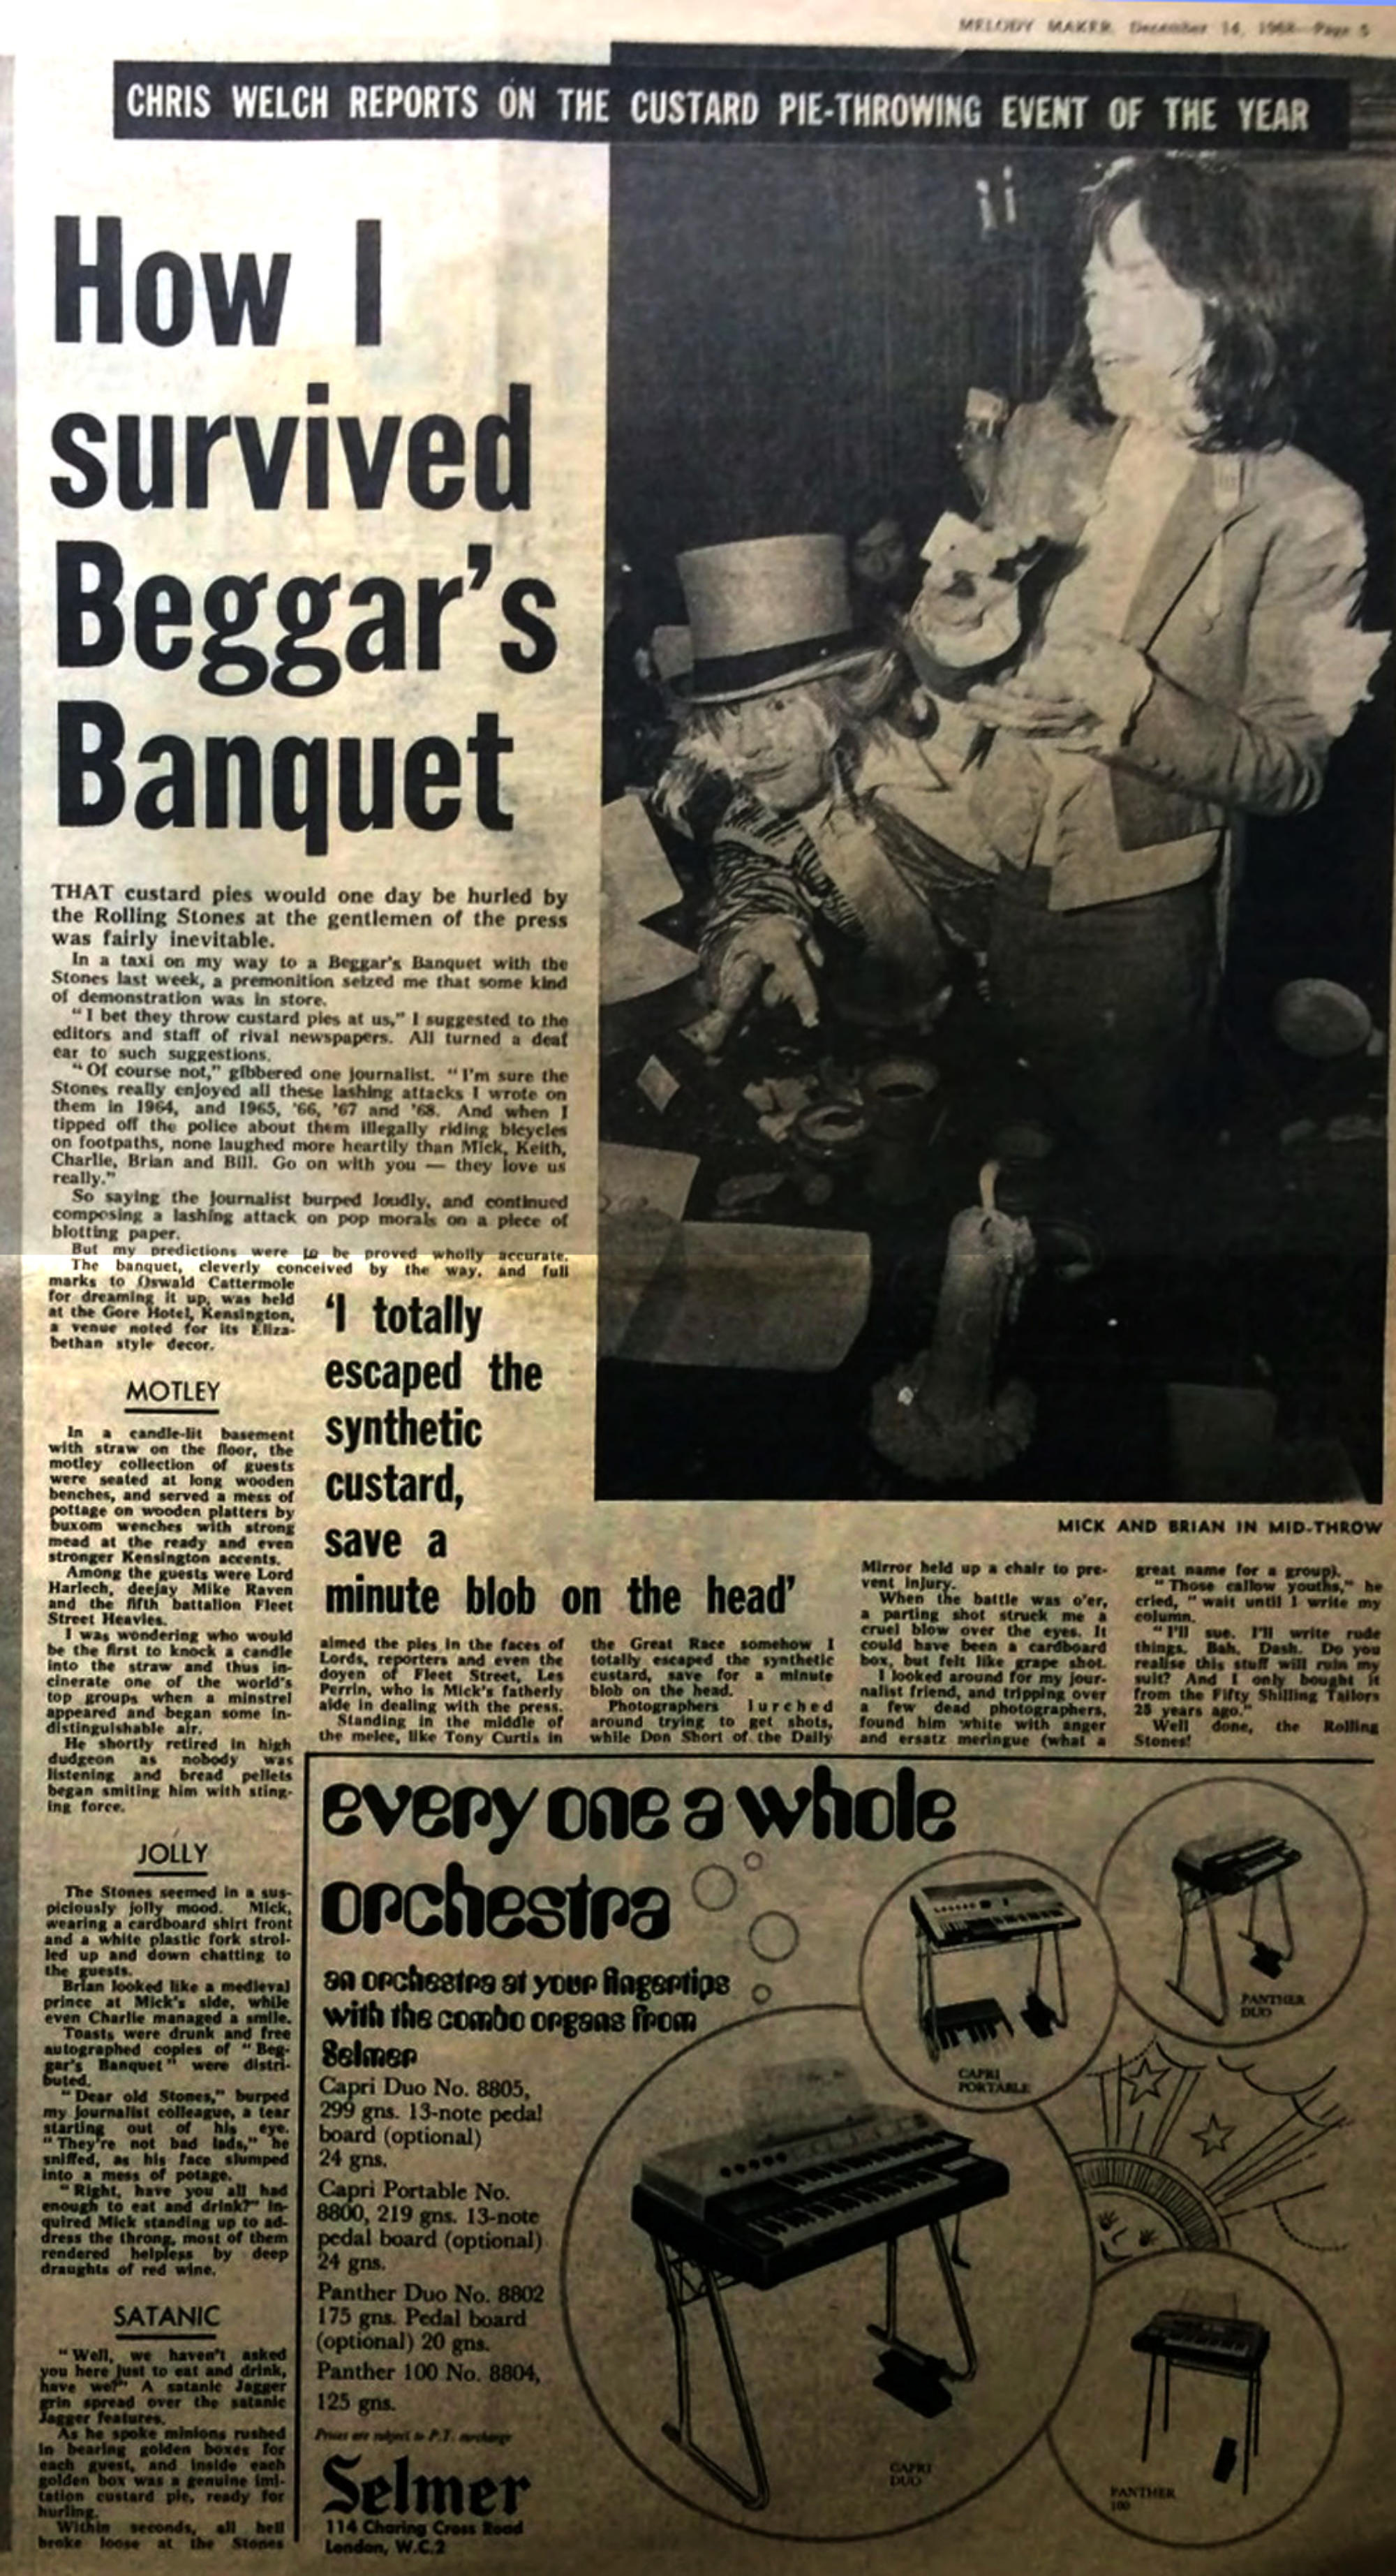 MELODY MAKER, December 14, 1968—Page 5
CHRIS WELCH REPORTS ON THE CUSTARD PIE-THROWING EVENT OF THE YEAR
How I
survived
Beggar's
Banquet
THAT custard pies would one day be hurled by
the Rolling Stones at the gentlemen of the press
was fairly inevitable.
In a taxi on my way to a Beggar's Banquet with the
Stones last week, a premonition seized me that some kind
of demonstration was in store.
"I bet they throw custard pies at us," I suggested to the
editors and staff of rival newspapers. All turned a deaf
ear to such suggestions.
"Of course not," gibbered one journalist. "I'm sure the
Stones really enjoyed all these lashing attacks I wrote on
them in 1964, and 1965, '66, '67 and '68. And when I
tipped off the police about them illegally riding bicycles
on footpaths, none laughed more heartily than Mick, Keith,
Charlie, Brian and Bill. Go on with you — they love us
really."
So saying the journalist burped loudly, and continued
composing a lashing attack on pop morals on a piece of
blotting paper.
But my predictions were to be proved wholly accurate.
The banquet, cleverly conceived by the way, and full
marks to Oswald Cattermole
for dreaming it up, was held
at the Gore Hotel, Kensington,
a venue noted for its Eliza-
bethan style decor.
MOTLEY
In a candle-lit basement
with straw on the floor, the
motley collection of guests
were seated at long wooden
benches, and served a mess of
pottage on wooden platters by
buxom wenches with strong
mead at the ready and even
stronger Kensington accents.
Among the guests were Lord
Harlech, deejay Mike Raven
and the fifth battalion Fleet
Street Heavies.
I was wondering who would
be the first to knock a candle
into the straw and thus in-
cinerate one of the world's
top groups when a minstrel
appeared and began some in-
distinguishable air.
He shortly retired in high
dudgeon as nobody was
listening and bread pellets
began smiting him with sting-
ing force.
JOLLY
The Stones seemed in a sus-
piciously jolly mood. Mick,
wearing a cardboard shirt front
and a white plastic fork strol-
led up and down chatting to
the guests.
Brian looked like a medieval
prince at Mick's side, while
even Charlie managed a smile.
Toasts were drunk and free
autographed copies of "Beg-
gar's Banquet" were distri-
buted.
"Dear old Stones," burped
my journalist colleague, a tear
starting out of his eye.
"They're not bad lads," he
sniffed, as his face slumped
into a mess of potage.
"Right, have you all had
enough to eat and drink?" in-
quired Mick standing up to ad-
dress the throng, most of them
rendered helpless by deep
draughts of red wine.
SATANIC
"Well, we haven't asked
you here just to eat and drink,
have we?" A satanic Jagger
grin spread over the satanic
Jagger features.
As he spoke minions rushed
in bearing golden boxes for
each guest, and inside each
golden box was a genuine imi-
tation custard pie, ready for
hurling.
Within seconds, all hell
broke loose at the Stones
'I totally
escaped the
synthetic
custard,
save a
minute blob on the head'
aimed the pies in the faces of
Lords, reporters and even the
doyen of Fleet Street, Les
Perrin, who is Mick's fatherly
aide in dealing with the press.
Standing in the middle of
the melee, like Tony Curtis in
the Great Race somehow I
totally escaped the synthetic
custard, save for a minute
blob on the head.
Photographers lurched
around trying to get shots,
while Don Short of the Daily
MICK AND BRIAN IN MID-THROW
Mirror held up a chair to pre-
vent injury.
When the battle was o'er,
a parting shot struck me a
cruel blow over the eyes. It
could have been a cardboard
box, but felt like grape shot.
I looked around for my jour-
nalist friend, and tripping over
a few dead photographers,
found him white with anger
and ersatz meringue (what a
great name for a group).
"Those callow youths," he
cried, "wait until I write my
column.
"I'll sue. I'll write rude
things. Bah. Dash. Do you
realise this stuff will ruin my
suit? And I only bought it
from the Fifty Shilling Tailors
25 years ago."
Well done, the Rolling
Stones!
every one a whole
orchestra
an orchestra at your fingertips
with the combo organs from
Selmer
Capri Duo No. 8805,
299 gns. 13-note pedal
board (optional)
24 gns.
Capri Portable No.
8800, 219 gns. 13-note
pedal board (optional)
24 gns.
Panther Duo No. 8802
175 gns. Pedal board
(optional) 20 gns.
Panther 100 No. 8804,
125 gns.
Prices are subject to P.T. surcharge
Selmer
114 Charing Cross Road
London, W.C.2
CAPRI
PORTABLE
PANTHER
DUO
CAPRI
DUO
PANTHER
100